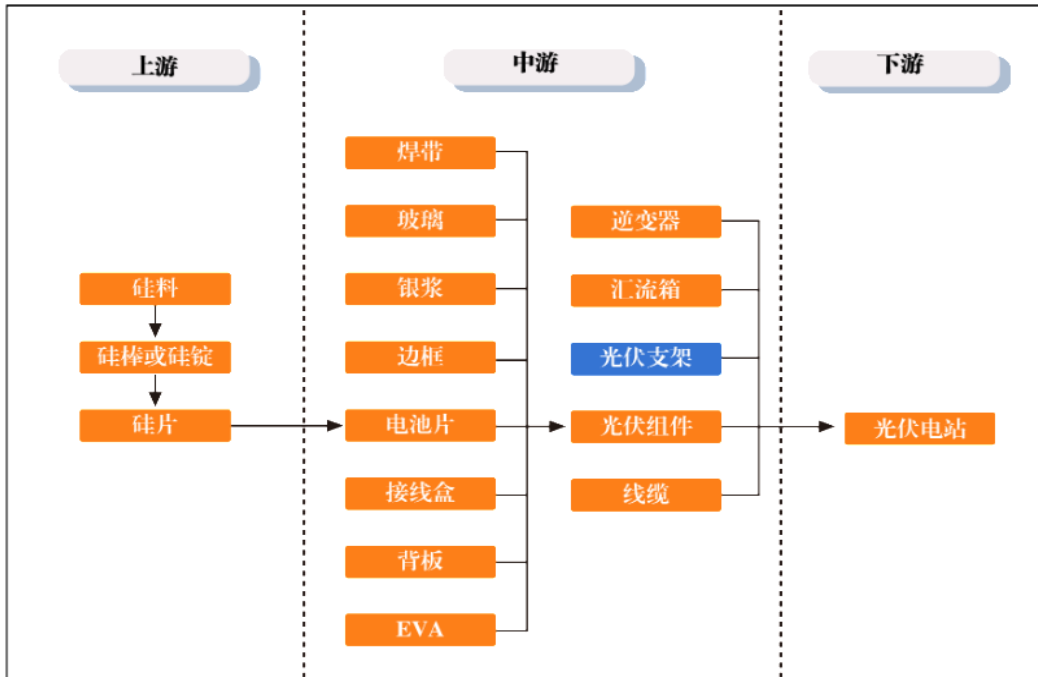 上游
中游
下游
硅料
硅棒或硅锭
硅片
焊带
玻璃
银浆
边框
电池片
接线盒
背板
EVA
逆变器
汇流箱
光伏支架
光伏组件
线缆
光伏电站